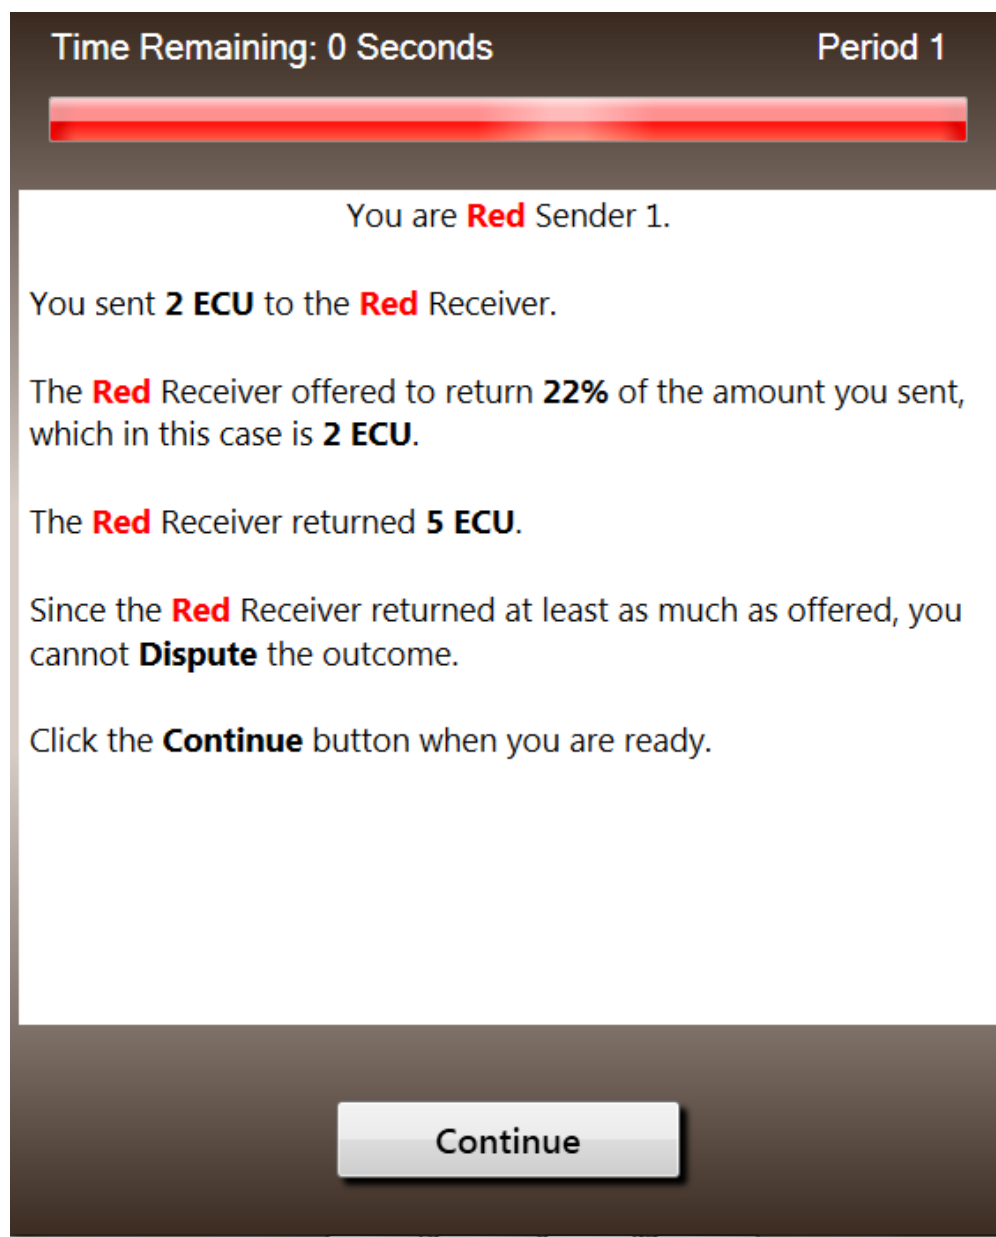 Time Remaining: 0 Seconds Period 1
You are Red Sender 1.
You sent 2 ECU to the Red Receiver.
The Red Receiver offered to return 22% of the amount you sent,
which in this case is 2 ECU.
The Red Receiver returned 5 ECU.
Since the Red Receiver returned at least as much as offered, you
cannot Dispute the outcome.
Click the Continue button when you are ready.
Continue